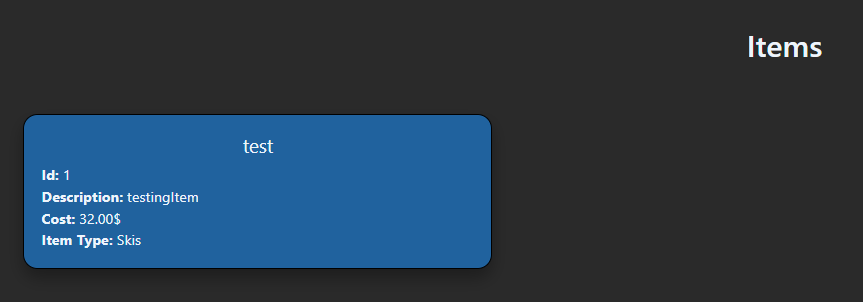 Items
test
Id: 1
Description: testingItem
Cost: 32.00$
Item Type: Skis